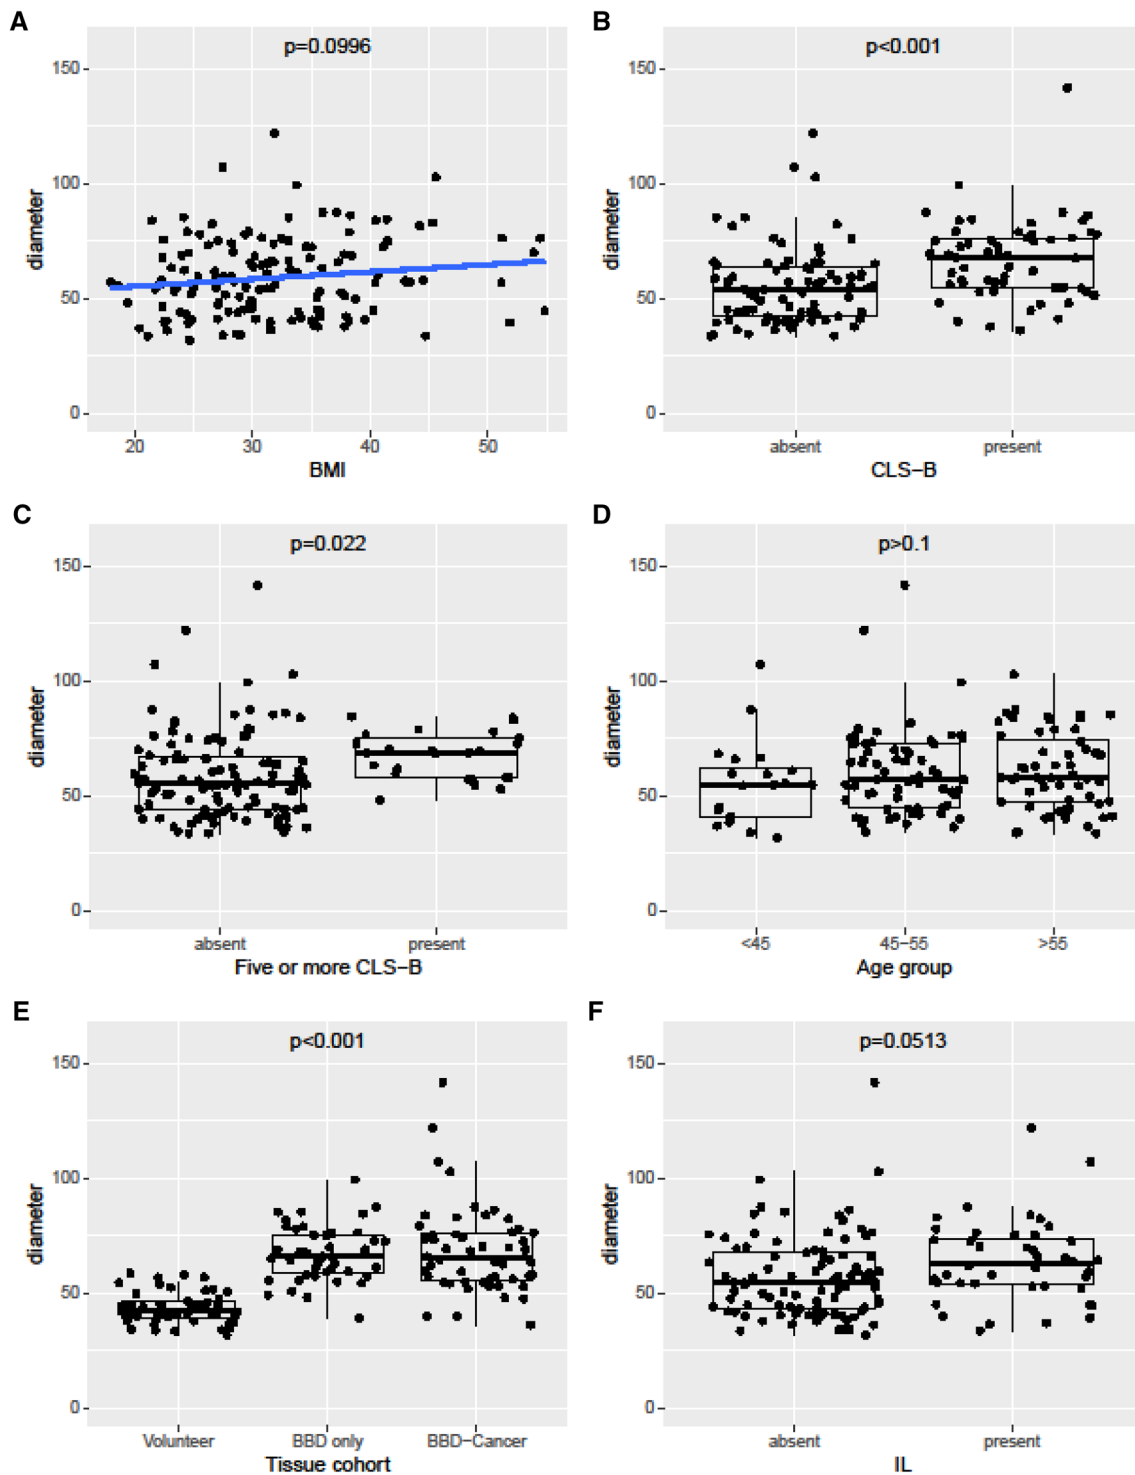 A
p=0.0996
150
100
50
0
diameter
20 30 40 50
BMI
B
p<0.001
150
100
50
0
diameter
absent present
CLS-B
C
p=0.022
150
100
50
0
diameter
absent present
Five or more CLS-B
D
p>0.1
150
100
50
0
diameter
<45 45-55 >55
Age group
E
p<0.001
150
100
50
0
diameter
Volunteer BBD only BBD-Cancer
Tissue cohort
F
p=0.0513
150
100
50
0
diameter
absent present
IL